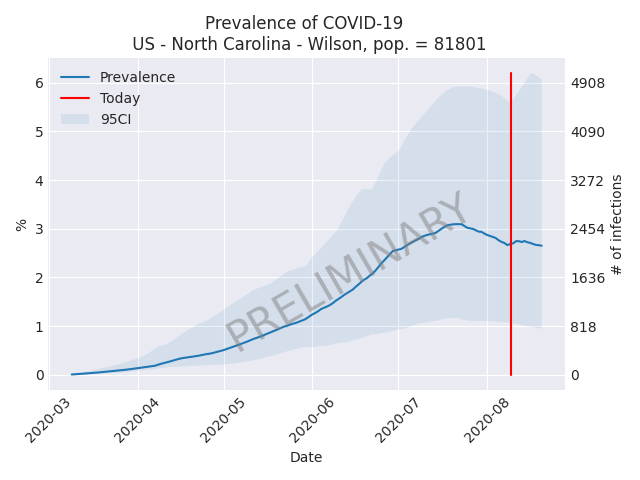 Prevalence of COVID-19
US - North Carolina - Wilson, pop. = 81801
Prevalence
Today
95CI
PRELIMINARY
%
6
5
4
3
2
1
0
4908
4090
3272
2454
1636
818
0
# of infections
2020-03
2020-04
2020-05
2020-06
2020-07
2020-08
Date